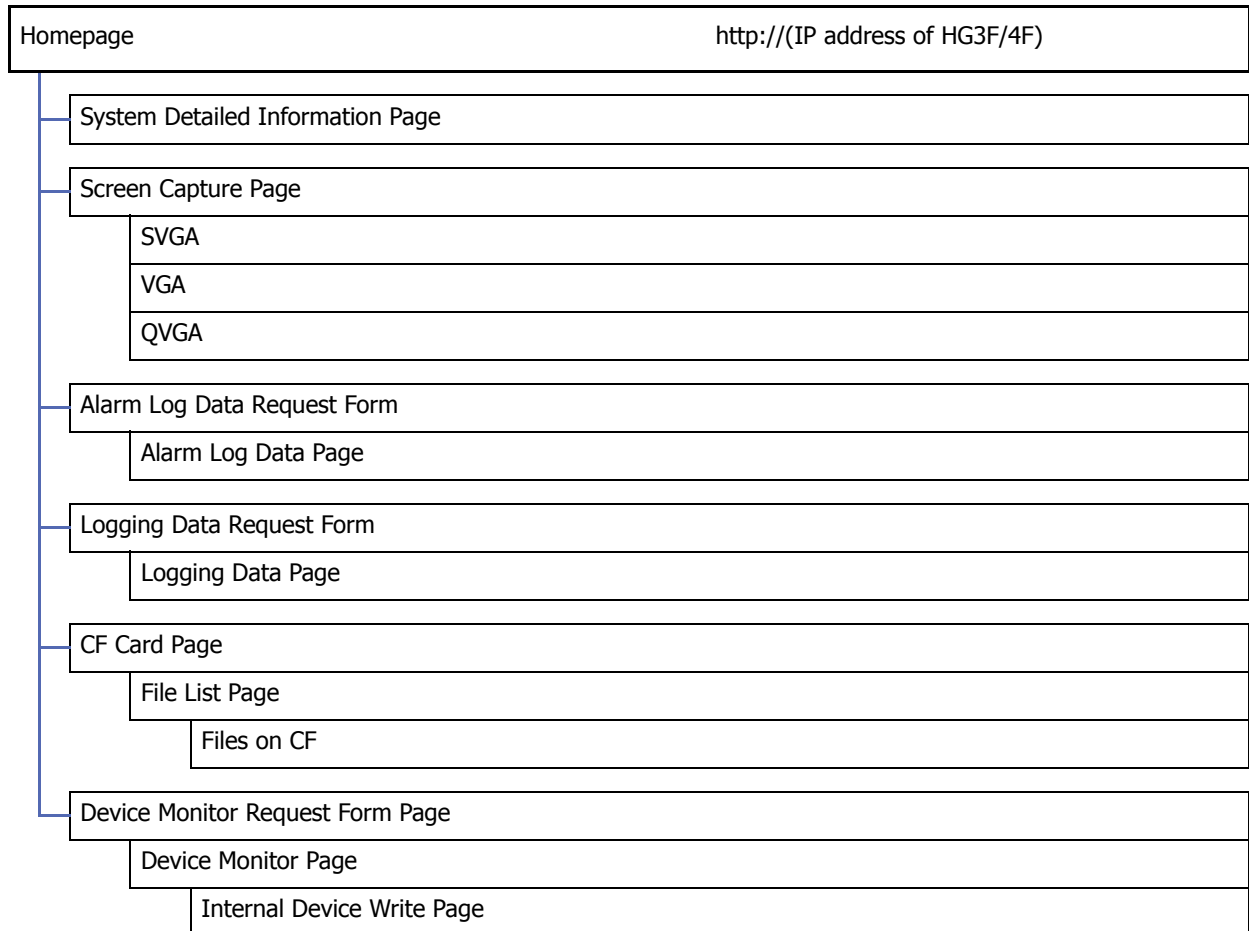 Homepage http://(IP address of HG3F/4F)
System Detailed Information Page
Screen Capture Page
SVGA
VGA
QVGA
Alarm Log Data Request Form
Alarm Log Data Page
Logging Data Request Form
Logging Data Page
CF Card Page
File List Page
Files on CF
Device Monitor Request Form Page
Device Monitor Page
Internal Device Write Page